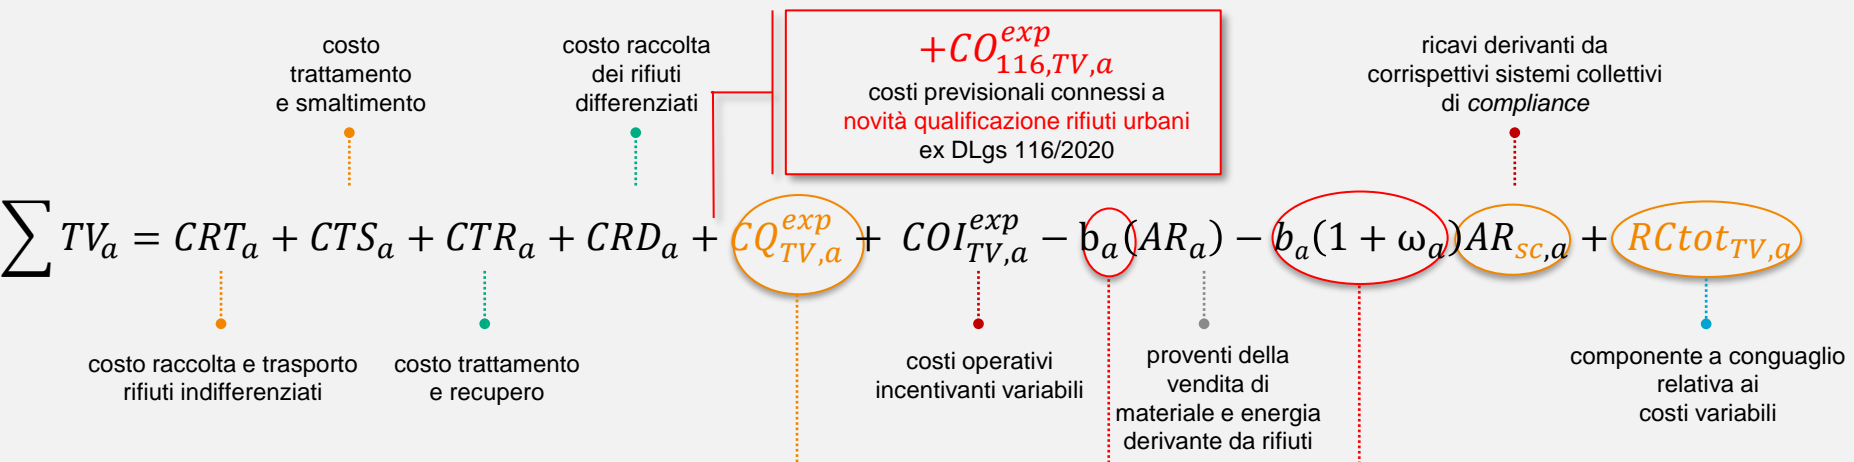 costo
trattamento
e smaltimento
costo raccolta
dei rifiuti
differenziati
+CO^{exp}_{116,TV,a}
costi previsionali connessi a
novità qualificazione rifiuti urbani
ex DLgs 116/2020
ricavi derivanti da
corrispettivi sistemi collettivi
di compliance
∑ TV_a = CRT_a + CTS_a + CTR_a + CRD_a + CQ^{exp}_{TV,a} + COI^{exp}_{TV,a} − b_a(AR_a) − b_a(1 + ω_a)AR_{sc,a} + RCtot_{TV,a}
costo raccolta e trasporto
rifiuti indifferenziati
costo trattamento
e recupero
costi operativi
incentivanti variabili
proventi della
vendita di
materiale e energia
derivante da rifiuti
componente a conguaglio
relativa ai
costi variabili